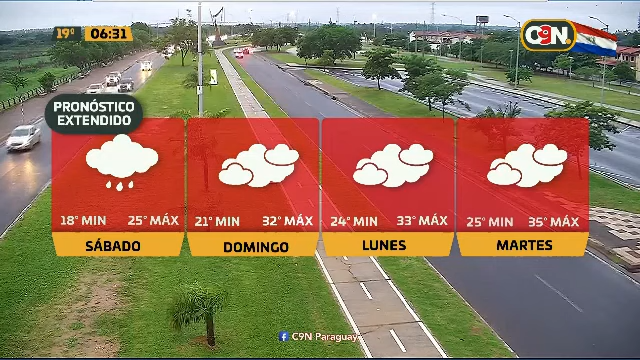 19° 06:31
C9N
PRONÓSTICO
EXTENDIDO
18° MIN 25° MÁX
SÁBADO
21° MIN 32° MÁX
DOMINGO
24° MIN 33° MÁX
LUNES
25° MIN 35° MÁX
MARTES
C9N Paraguay